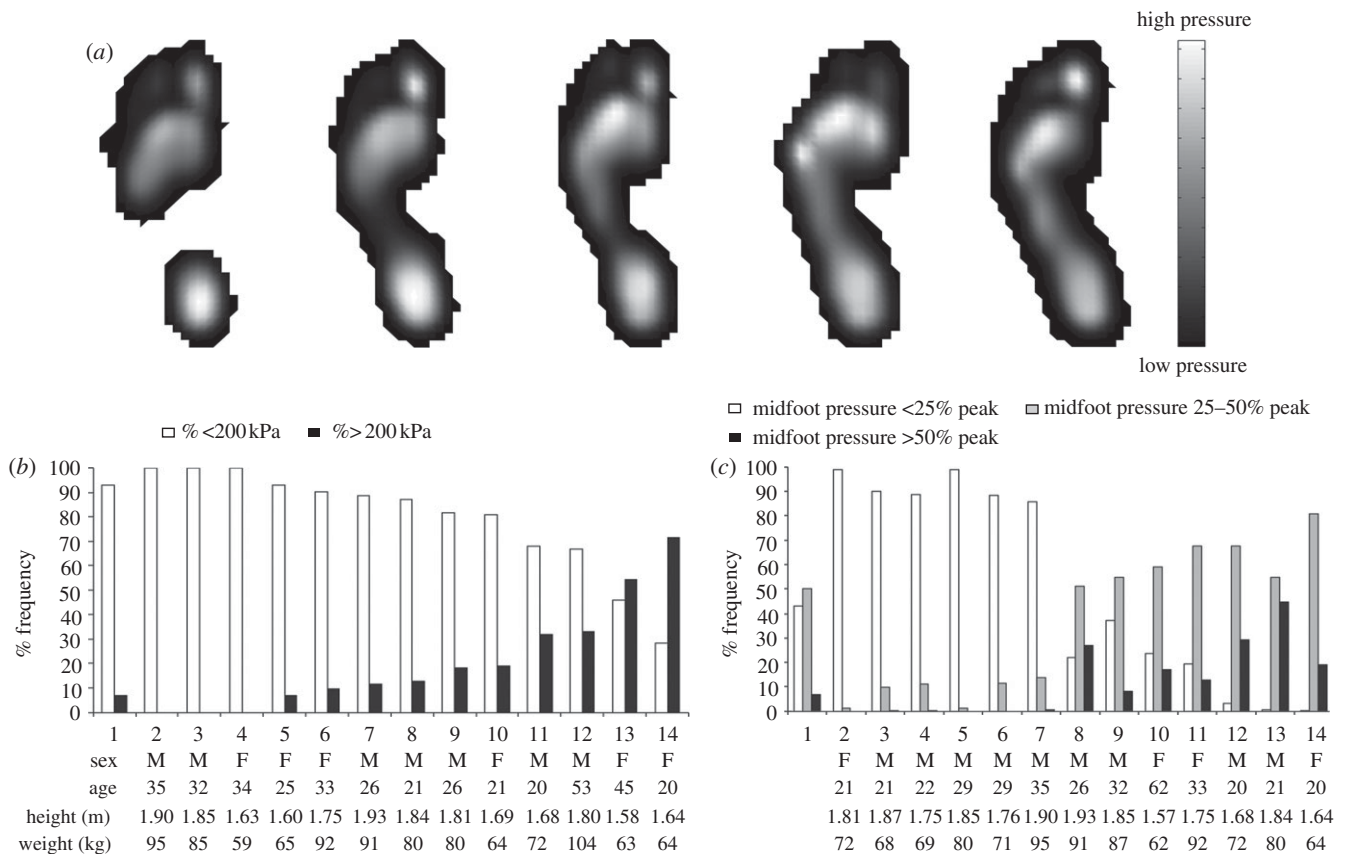 (a)
high pressure
low pressure
% <200 kPa %> 200 kPa
(b)
% frequency
100
90
80
70
60
50
40
30
20
10
0
1 2 3 4 5 6 7 8 9 10 11 12 13 14
sex M M F F F M M M F M M F F
age 35 32 34 25 33 26 21 26 21 20 53 45 20
height (m) 1.90 1.85 1.63 1.60 1.75 1.93 1.84 1.81 1.69 1.68 1.80 1.58 1.64
weight (kg) 95 85 59 65 92 91 80 80 64 72 104 63 64
midfoot pressure <25% peak midfoot pressure 25–50% peak
midfoot pressure >50% peak
(c)
% frequency
100
90
80
70
60
50
40
30
20
10
0
1 2 3 4 5 6 7 8 9 10 11 12 13 14
F M M M M M M M F F M M F
21 21 22 29 29 35 26 32 62 33 20 21 20
1.81 1.87 1.75 1.85 1.76 1.90 1.93 1.85 1.57 1.75 1.68 1.84 1.64
72 68 69 80 71 95 91 87 62 92 72 80 64